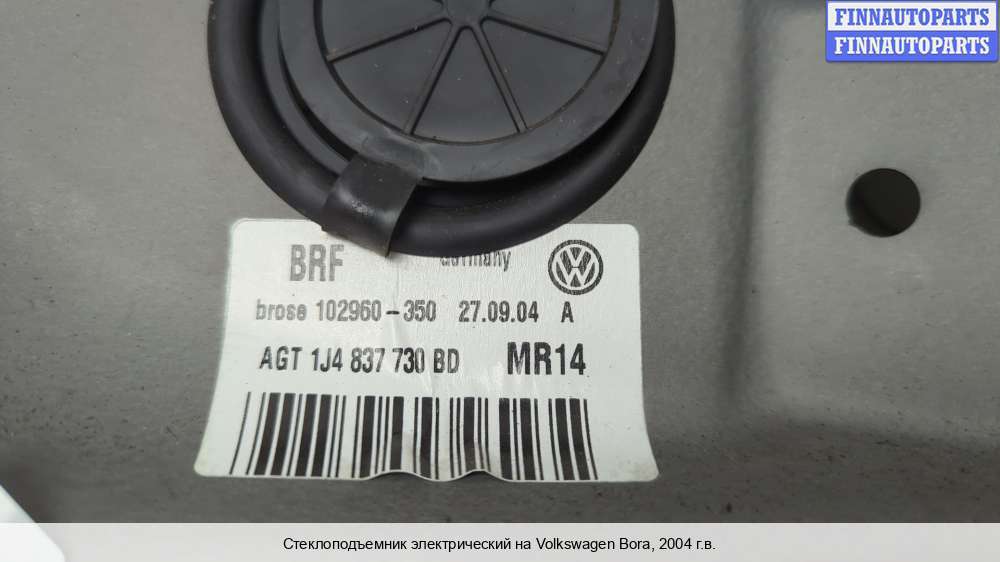 FINNAUTOPARTS
FINNAUTOPARTS
BRF Germany
brose 102960-350 27.09.04 A
AGT 1J4 837 730 BD MR14
Стеклоподъемник электрический на Volkswagen Bora, 2004 г.в.